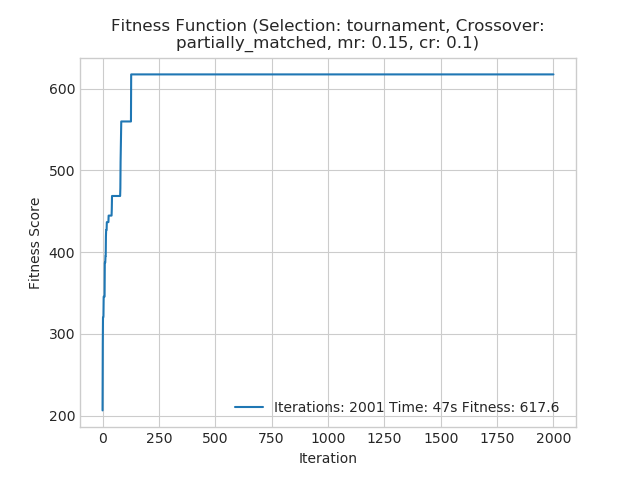 Fitness Function (Selection: tournament, Crossover:
partially_matched, mr: 0.15, cr: 0.1)
600
500
400
300
200
Fitness Score
Iterations: 2001 Time: 47s Fitness: 617.6
0 250 500 750 1000 1250 1500 1750 2000
Iteration